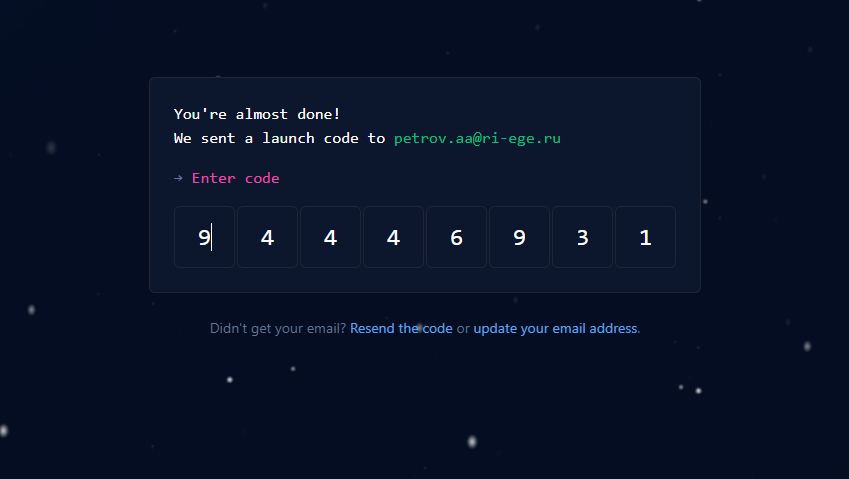 You're almost done!
We sent a launch code to petrov.aa@ri-ege.ru
→ Enter code
9 4 4 4 6 9 3 1
Didn't get your email? Resend the code or update your email address.